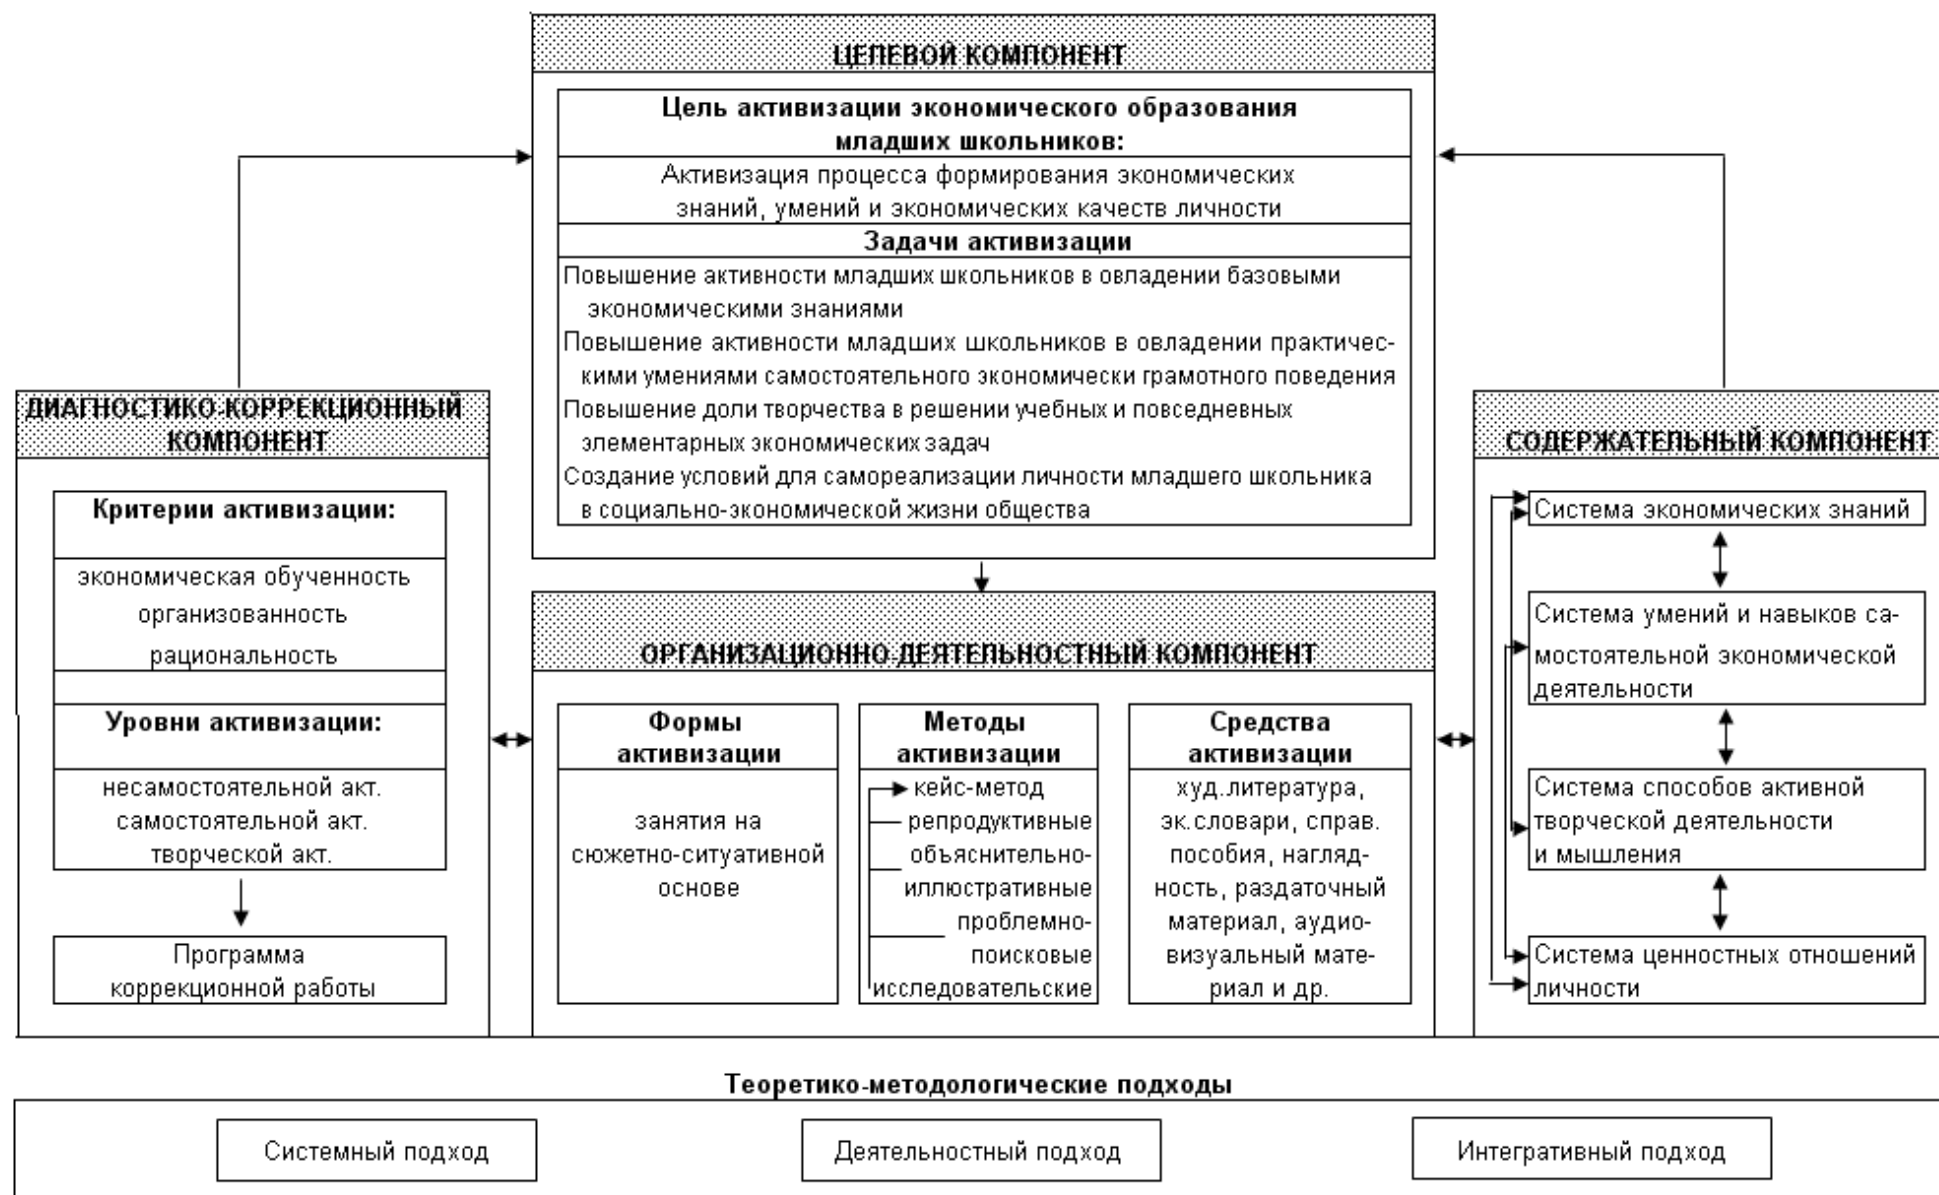 ЦЕЛЕВОЙ КОМПОНЕНТ
Цель активизации экономического образования
младших школьников:
Активизация процесса формирования экономических
знаний, умений и экономических качеств личности
Задачи активизации
Повышение активности младших школьников в овладении базовыми
экономическими знаниями
Повышение активности младших школьников в овладении практичес-
кими умениями самостоятельного экономически грамотного поведения
Повышение доли творчества в решении учебных и повседневных
элементарных экономических задач
Создание условий для самореализации личности младшего школьника
в социально-экономической жизни общества
ДИАГНОСТИКО-КОРРЕКЦИОННЫЙ
КОМПОНЕНТ
Критерии активизации:
экономическая обученность
организованность
рациональность
Уровни активизации:
несамостоятельной акт.
самостоятельной акт.
творческой акт.
Программа
коррекционной работы
ОРГАНИЗАЦИОННО-ДЕЯТЕЛЬНОСТНЫЙ КОМПОНЕНТ
Формы
активизации
занятия на
сюжетно-ситуативной
основе
Методы
активизации
кейс-метод
репродуктивные
объяснительно-
иллюстративные
проблемно-
поисковые
исследовательские
Средства
активизации
худ.литература,
эк.словари, справ.
пособия, нагляд-
ность, раздаточный
материал, аудио-
визуальный мате-
риал и др.
СОДЕРЖАТЕЛЬНЫЙ КОМПОНЕНТ
Система экономических знаний
Система умений и навыков са-
мостоятельной экономической
деятельности
Система способов активной
творческой деятельности
и мышления
Система ценностных отношений
личности
Теоретико-методологические подходы
Системный подход
Деятельностный подход
Интегративный подход